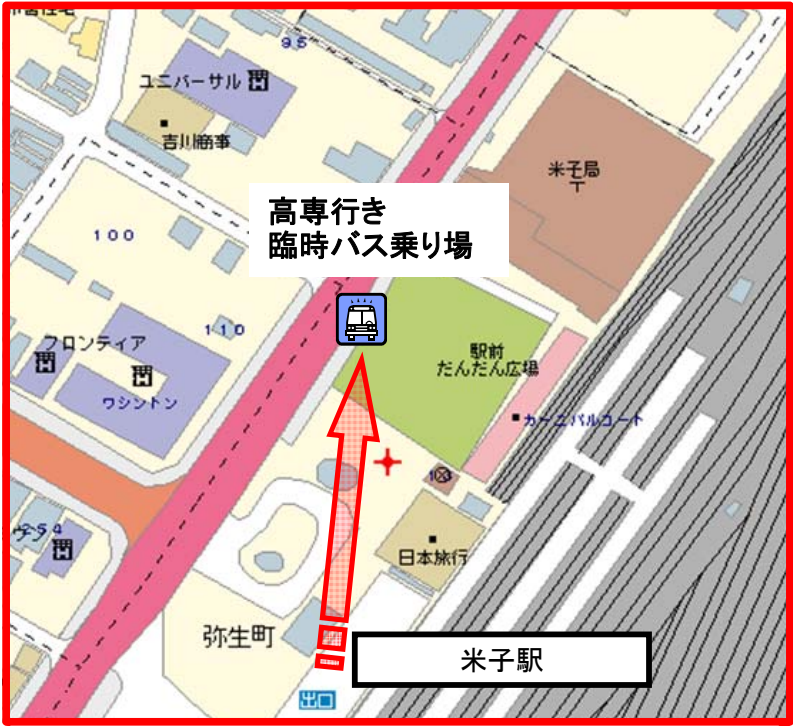 95
ユニバーサル
吉川商事
米子局
〒
高専行き
臨時バス乗り場
100
110
フロンティア
ワシントン
駅前
だんだん広場
カーニバルコート
日本旅行
254
弥生町
米子駅
出口